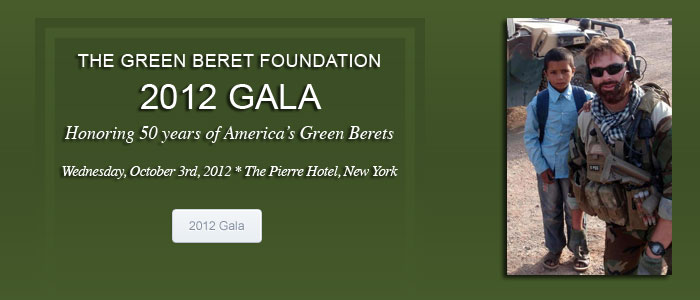 THE GREEN BERET FOUNDATION
2012 GALA
Honoring 50 years of America's Green Berets
Wednesday, October 3rd, 2012 * The Pierre Hotel, New York
2012 Gala